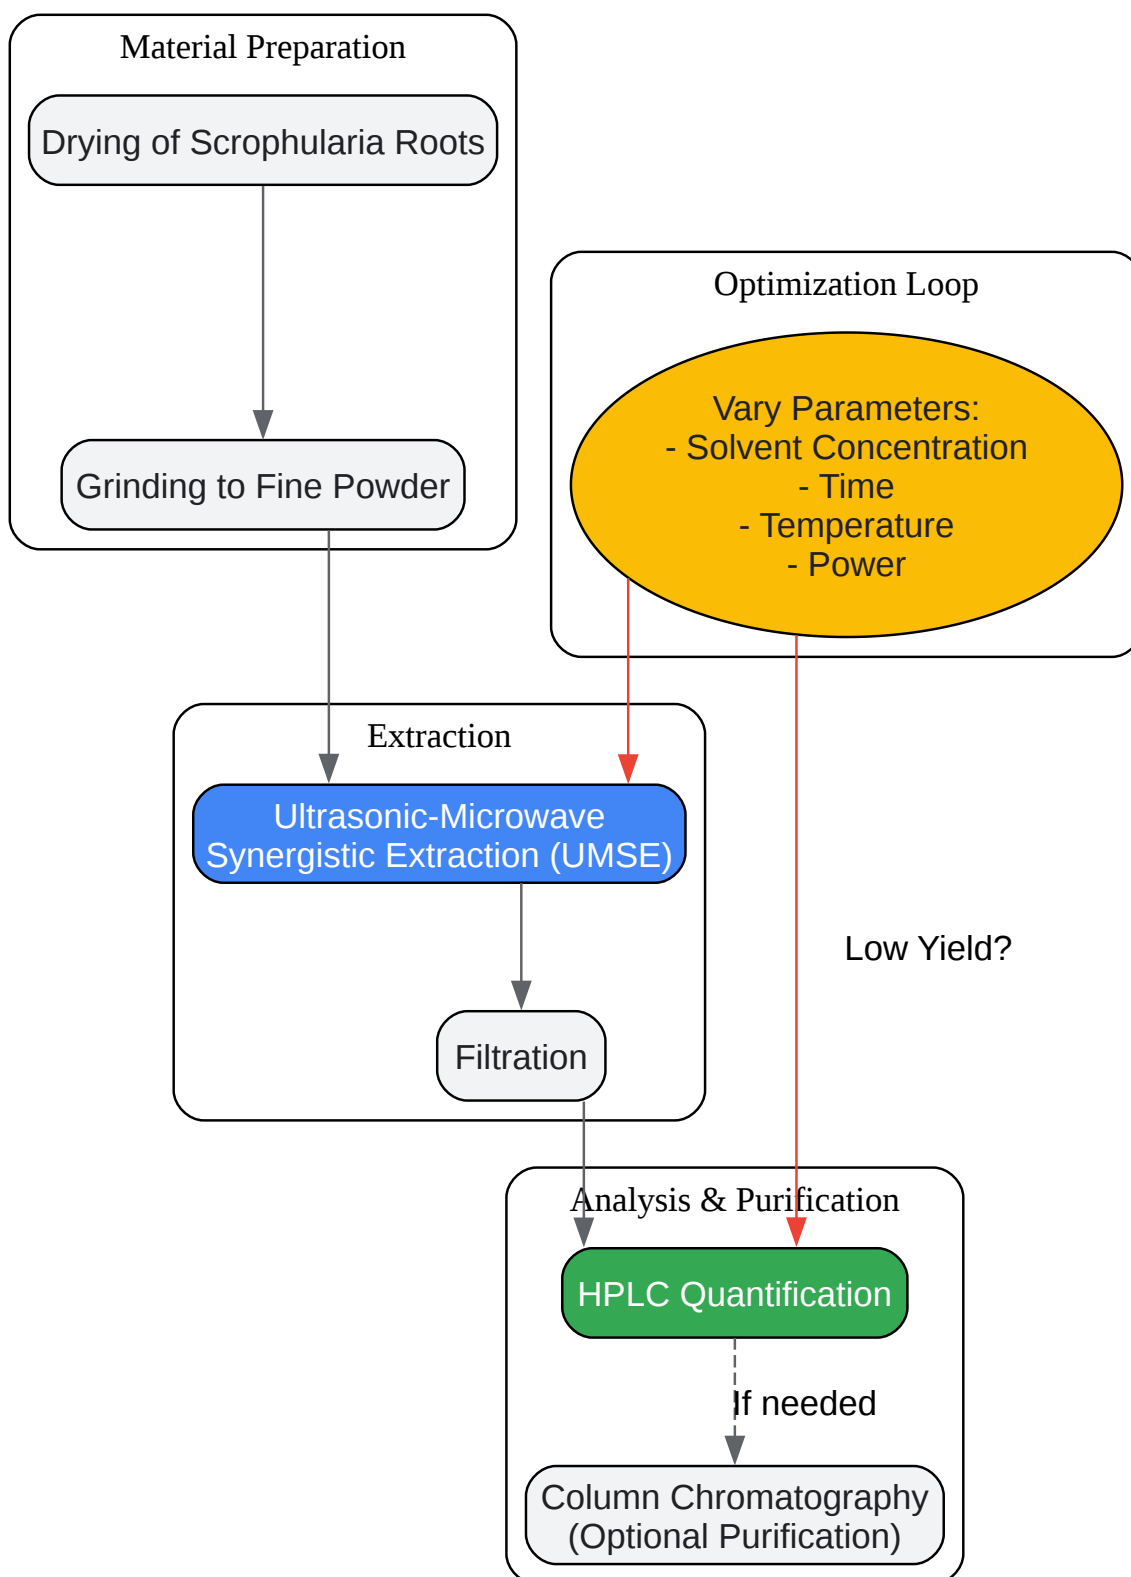 Material Preparation
Drying of Scrophularia Roots
Grinding to Fine Powder
Optimization Loop
Vary Parameters:
- Solvent Concentration
- Time
- Temperature
- Power
Extraction
Ultrasonic-Microwave
Synergistic Extraction (UMSE)
Low Yield?
Filtration
Analysis & Purification
HPLC Quantification
If needed
Column Chromatography
(Optional Purification)